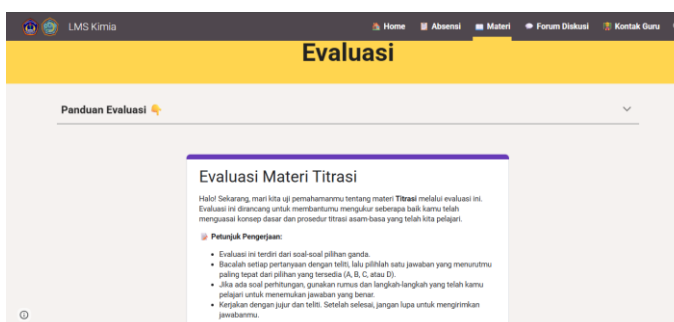 LMS Kimia
Home Absensi Materi Forum Diskusi Kontak Guru
Evaluasi
Panduan Evaluasi 👇
Evaluasi Materi Titrasi
Halo! Sekarang, mari kita uji pemahamanmu tentang materi Titrasi melalui evaluasi ini.
Evaluasi ini dirancang untuk membantumu mengukur seberapa baik kamu telah
menguasai konsep dasar dan prosedur titrasi asam-basa yang telah kita pelajari.
Petunjuk Pengerjaan:
• Evaluasi ini terdiri dari soal-soal pilihan ganda.
• Bacalah setiap pertanyaan dengan teliti, lalu pilihlah satu jawaban yang menurutmu
paling tepat dari pilihan yang tersedia (A, B, C, atau D).
• Jika ada soal perhitungan, gunakan rumus dan langkah-langkah yang telah kamu
pelajari untuk menemukan jawaban yang benar.
• Kerjakan dengan jujur dan teliti. Setelah selesai, jangan lupa untuk mengirimkan
jawabanmu.